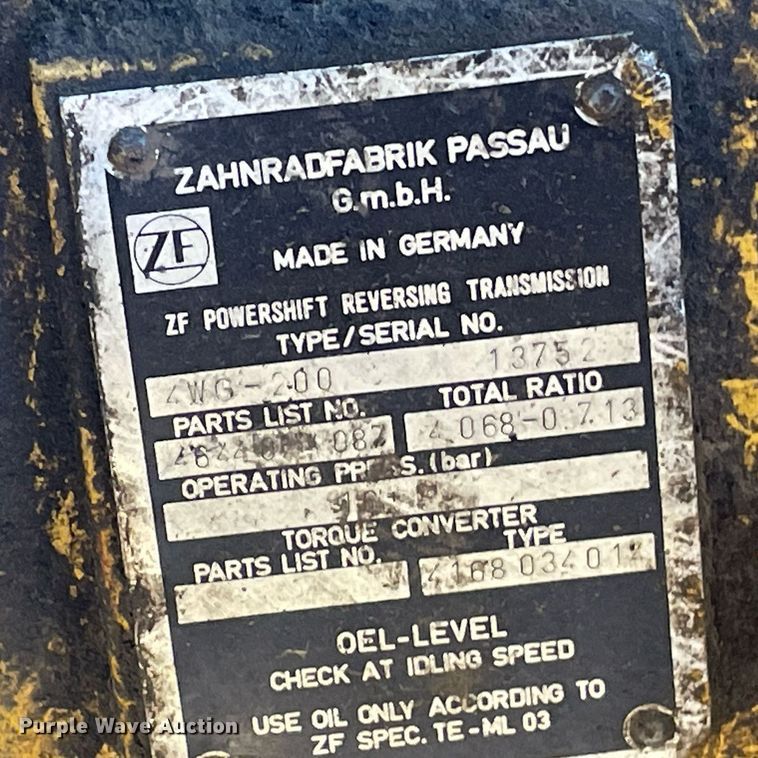 ZAHNRADFABRIK PASSAU
G.m.b.H.
ZF
MADE IN GERMANY
ZF POWERSHIFT REVERSING TRANSMISSION
TYPE/SERIAL NO.
4WG-200 13752
PARTS LIST NO. TOTAL RATIO
4.068-0.713
OPERATING PRESS.(bar)
TORQUE CONVERTER
PARTS LIST NO. TYPE
OEL-LEVEL
CHECK AT IDLING SPEED
USE OIL ONLY ACCORDING TO
ZF SPEC. TE-ML 03
Purple Wave Auction